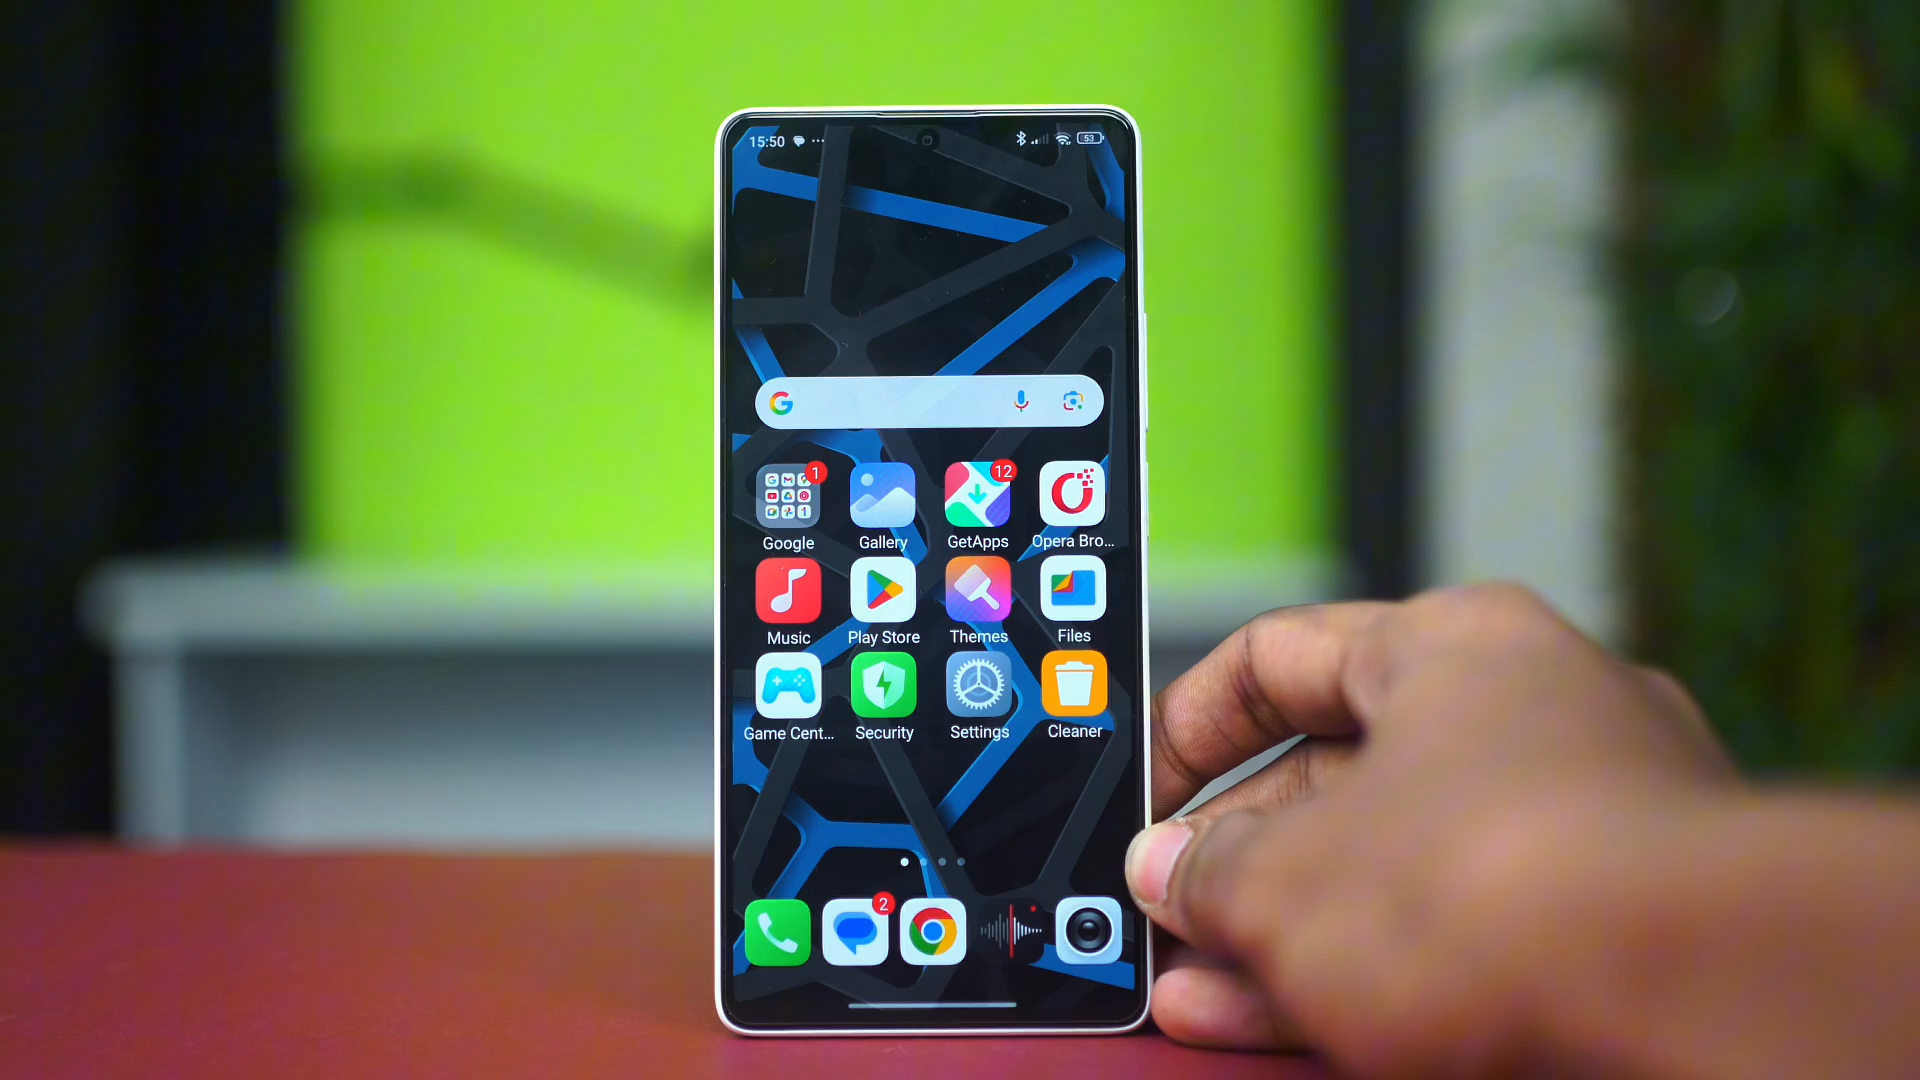 15:50
53
1
12
Google
Gallery
GetApps
Opera Bro...
Music
Play Store
Themes
Files
Game Cent...
Security
Settings
Cleaner
2